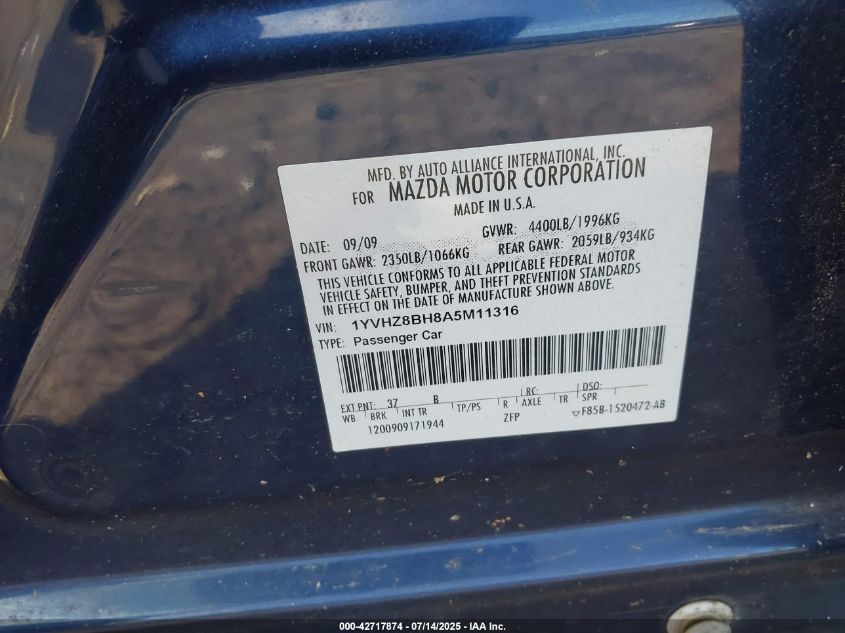 MFD. BY AUTO ALLIANCE INTERNATIONAL, INC.
FOR MAZDA MOTOR CORPORATION
MADE IN U.S.A.
DATE: 09/09 GVWR: 4400LB/1996KG
FRONT GAWR: 2350LB/1066KG REAR GAWR: 2059LB/934KG
THIS VEHICLE CONFORMS TO ALL APPLICABLE FEDERAL MOTOR
VEHICLE SAFETY, BUMPER, AND THEFT PREVENTION STANDARDS
IN EFFECT ON THE DATE OF MANUFACTURE SHOWN ABOVE.
VIN: 1YVHZ8BH8A5M11316
TYPE: Passenger Car
EXT PNT: 37 B RC: DSO:
WB BRK INT TR TP/PS R AXLE TR SPR
1200909171944 ZFP F85B-1520472-AB
000-42717874 / 07/14/2025 - IAA Inc.